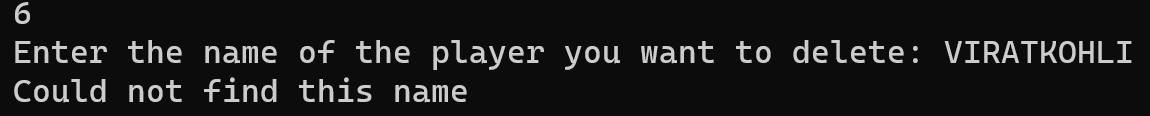 6
Enter the name of the player you want to delete: VIRATKOHLI
Could not find this name